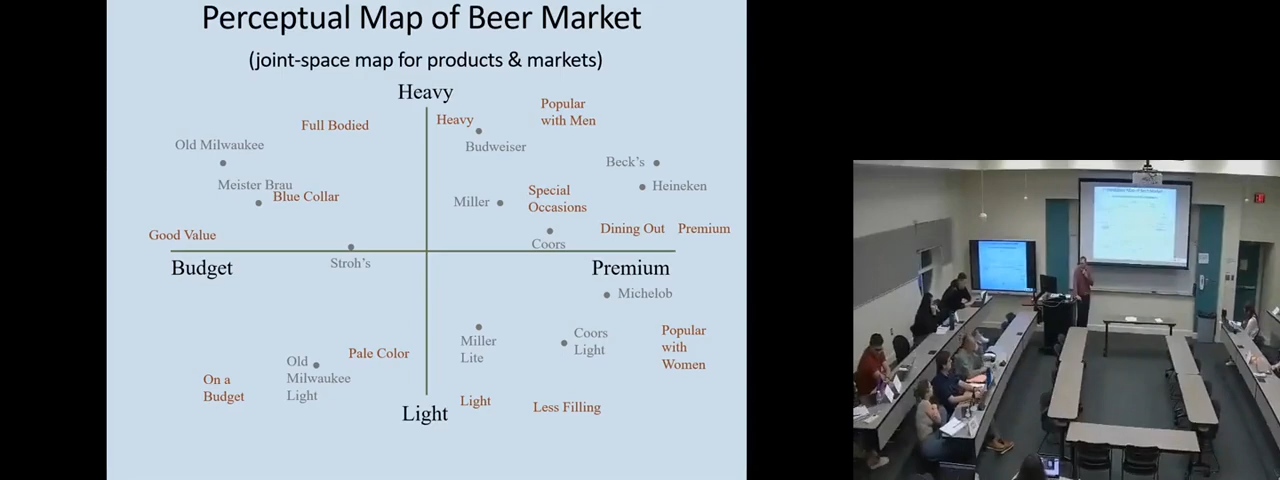 Perceptual Map of Beer Market
(joint-space map for products & markets)
Heavy
Popular
with Men
Heavy
Full Bodied
Budweiser
Old Milwaukee
Beck's
Meister Brau
Heineken
Blue Collar
Special
Occasions
Miller
Good Value
Dining Out
Premium
Coors
Stroh's
Budget
Premium
Michelob
Miller
Lite
Coors
Light
Popular
with
Women
Pale Color
Old
Milwaukee
Light
On a
Budget
Light
Less Filling
Light